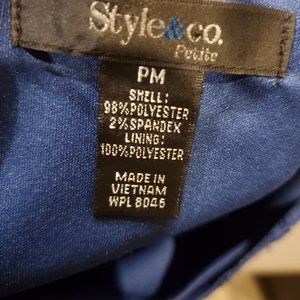 Style&co.
Petite
PM
SHELL:
98%POLYESTER
2%SPANDEX
LINING:
100%POLYESTER
MADE IN
VIETNAM
WPL 8046